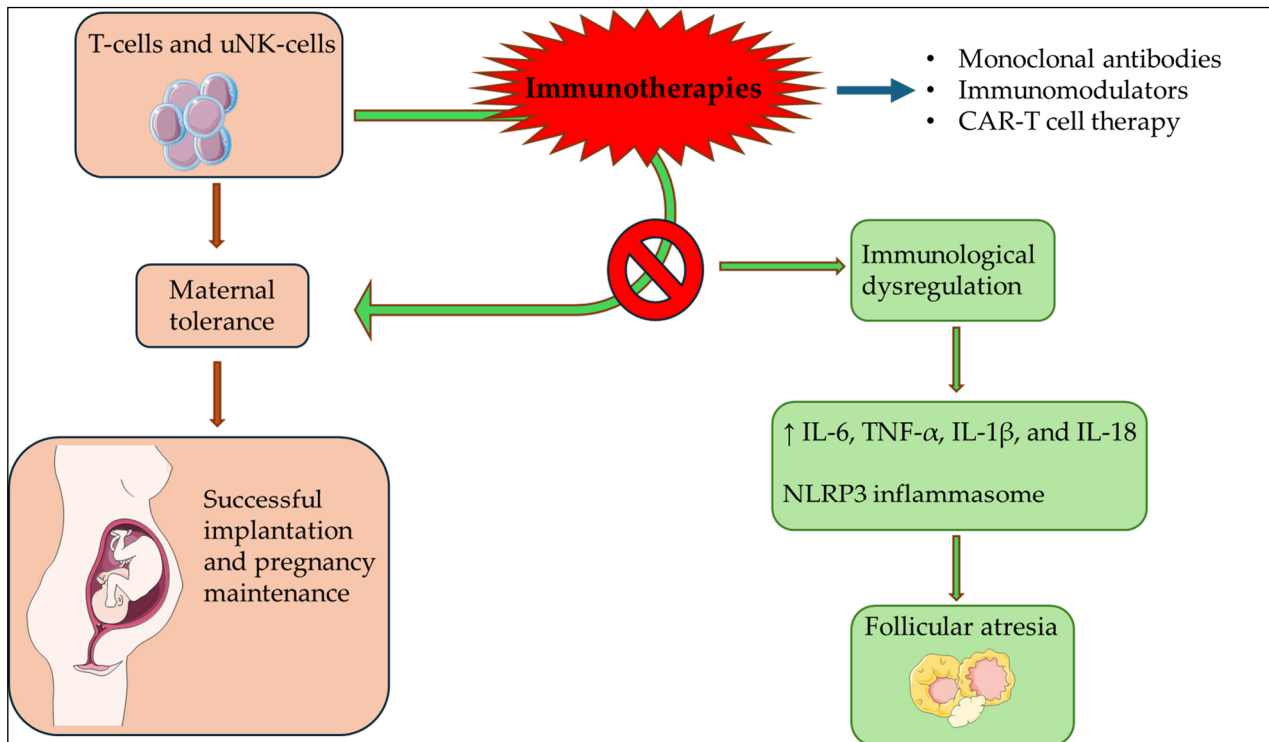 T-cells and uNK-cells
Immunotherapies
• Monoclonal antibodies
• Immunomodulators
• CAR-T cell therapy
Maternal
tolerance
Immunological
dysregulation
Successful
implantation
and pregnancy
maintenance
↑ IL-6, TNF-α, IL-1β, and IL-18
NLRP3 inflammasome
Follicular atresia